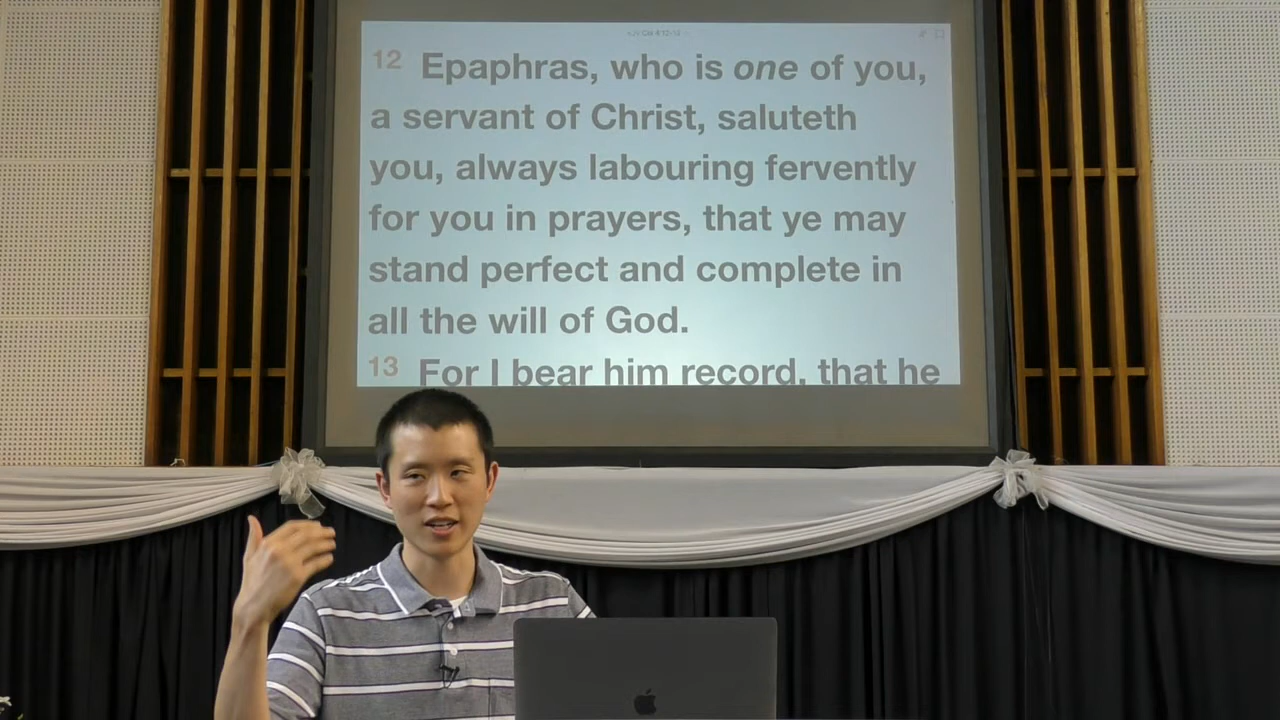 12 Epaphras, who is one of you,
a servant of Christ, saluteth
you, always labouring fervently
for you in prayers, that ye may
stand perfect and complete in
all the will of God.
13 For I bear him record, that he